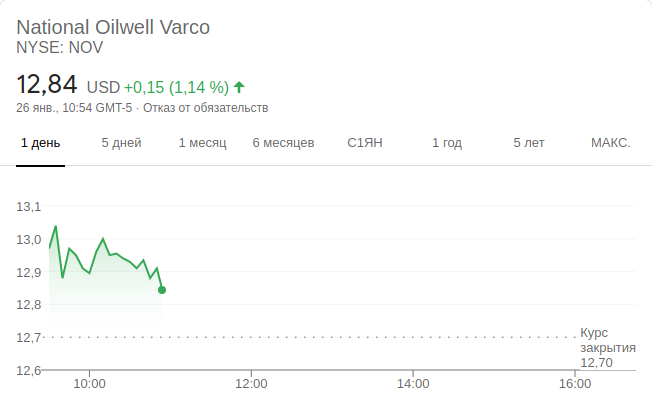 National Oilwell Varco
NYSE: NOV
12,84 USD +0,15 (1,14 %)
26 янв., 10:54 GMT-5 · Отказ от обязательств
1 день 5 дней 1 месяц 6 месяцев С1ЯН 1 год 5 лет МАКС.
13,1
13,0
12,9
12,8
12,7
Курс
закрытия
12,70
12,6
10:00 12:00 14:00 16:00